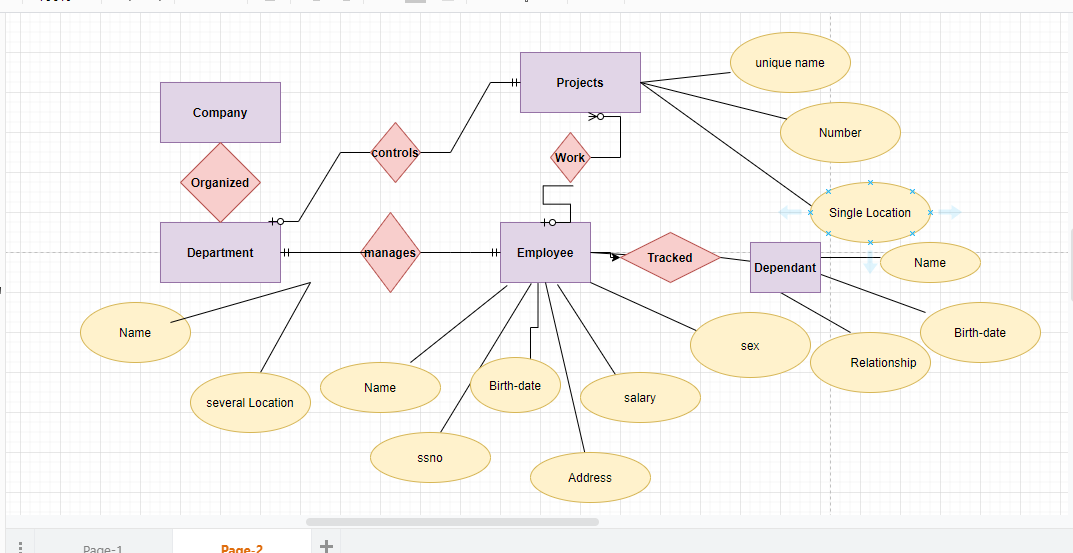 Projects
unique name
Company
controls
Number
Work
Organized
Single Location
Department
manages
Employee
Tracked
Dependant
Name
Name
several Location
Name
Birth-date
sex
Relationship
Birth-date
salary
ssno
Address
Page-1
Page-2